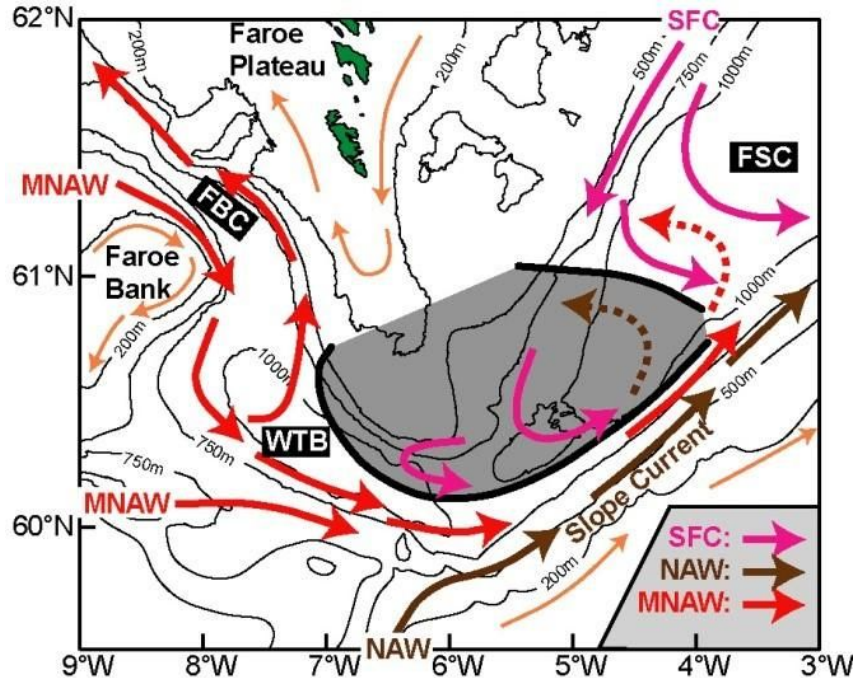 62°N
200m
Faroe
Plateau
200m
SFC
500m
750m
1000m
FSC
MNAW
FBC
61°N
Faroe
Bank
200m
1000m
500m
1000m
WTB
750m
750m
MNAW
Slope Current
60°N
200m
SFC:
NAW:
MNAW:
NAW
9°W
8°W
7°W
6°W
5°W
4°W
3°W